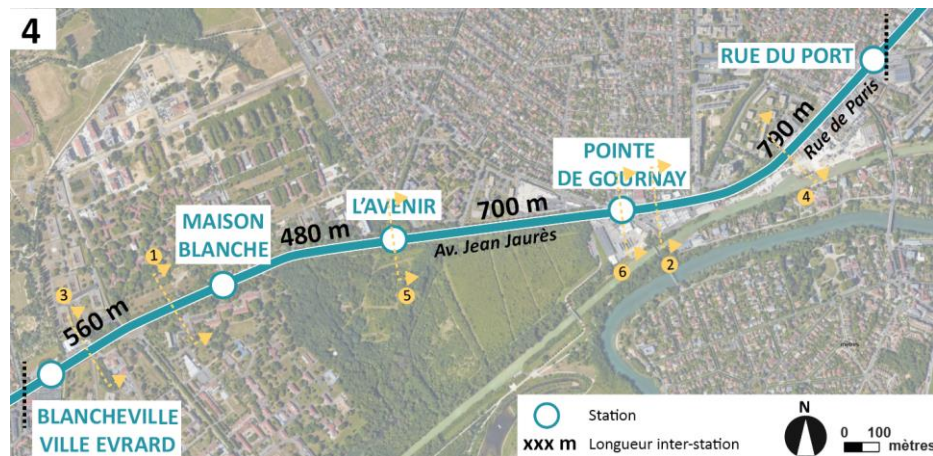 4
RUE DU PORT
790 m
Rue de Paris
POINTE
DE GOURNAY
4
L'AVENIR
700 m
Av. Jean Jaurès
MAISON
BLANCHE
480 m
6
2
1
5
3
560 m
BLANCHEVILLE
VILLE EVRARD
Station
xxx m Longueur inter-station
N
0 100
mètres